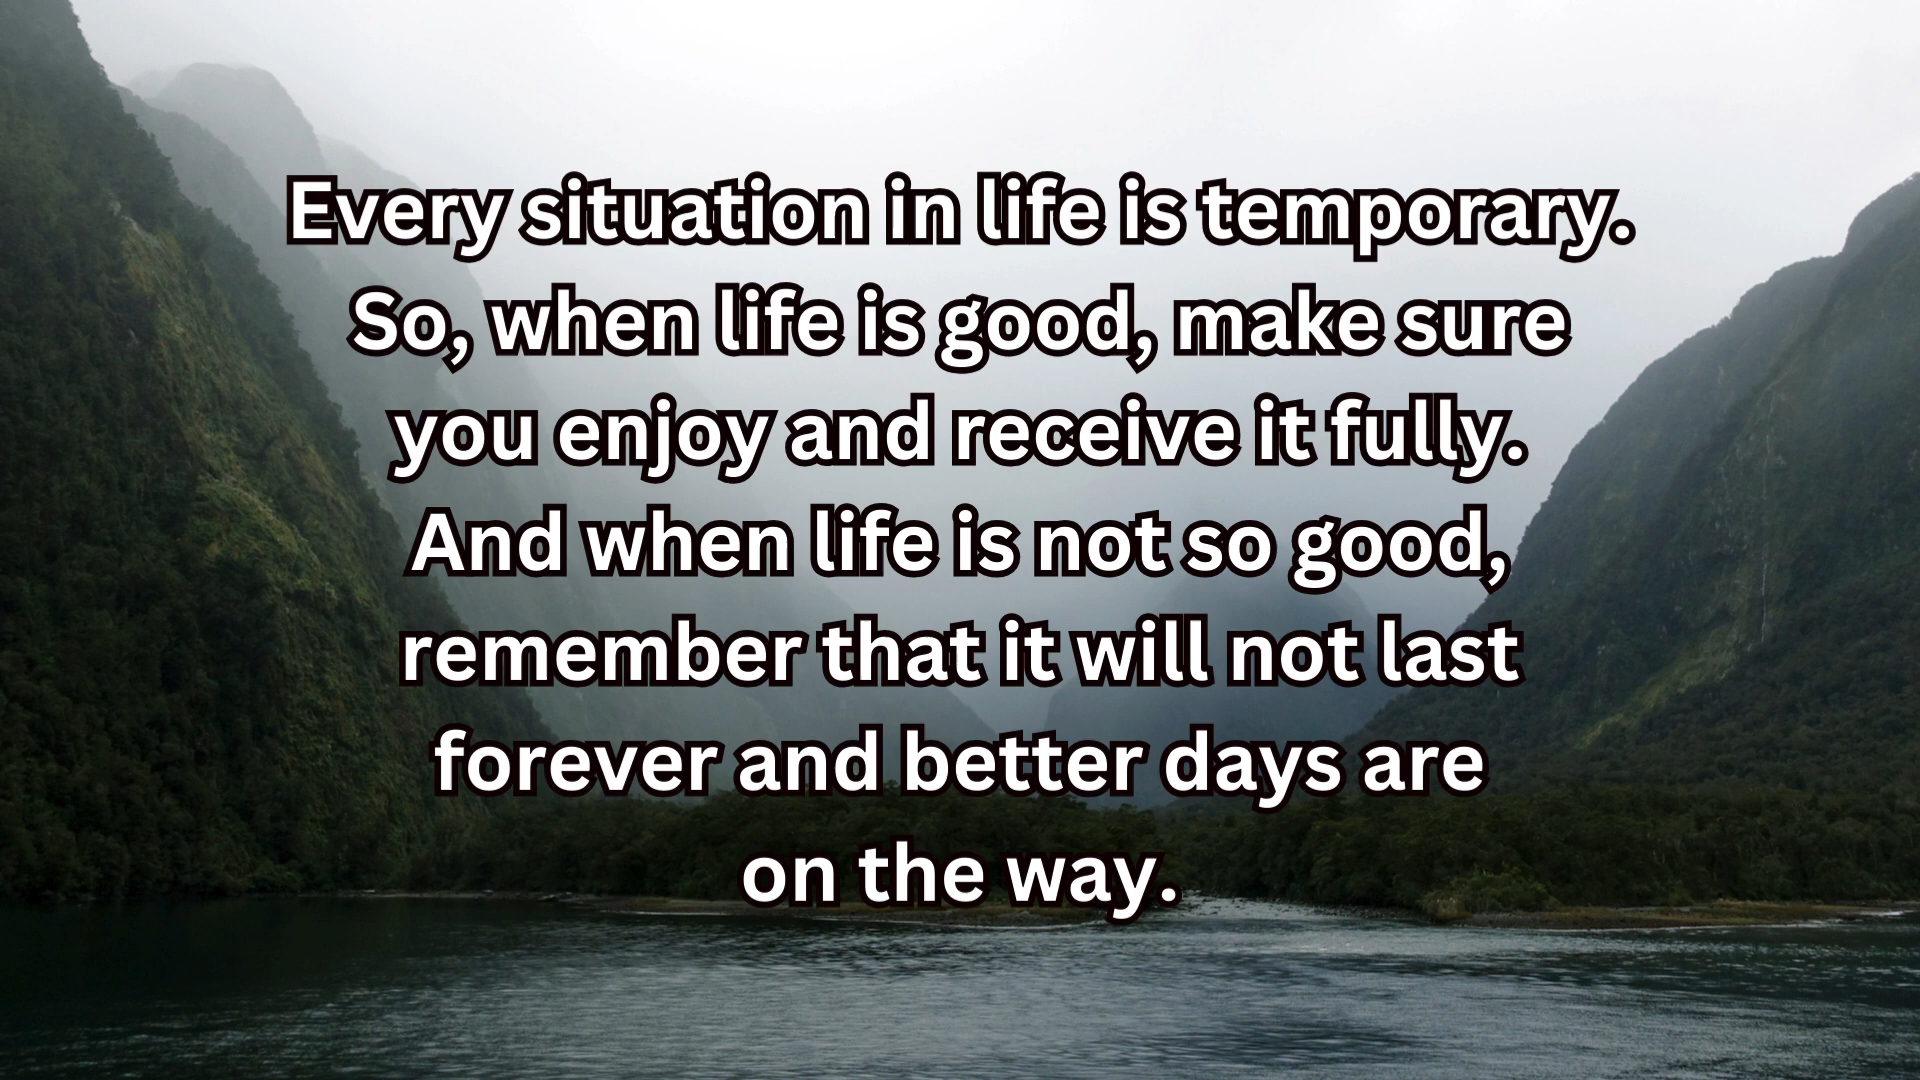 Every situation in life is temporary.
So, when life is good, make sure
you enjoy and receive it fully.
And when life is not so good,
remember that it will not last
forever and better days are
on the way.